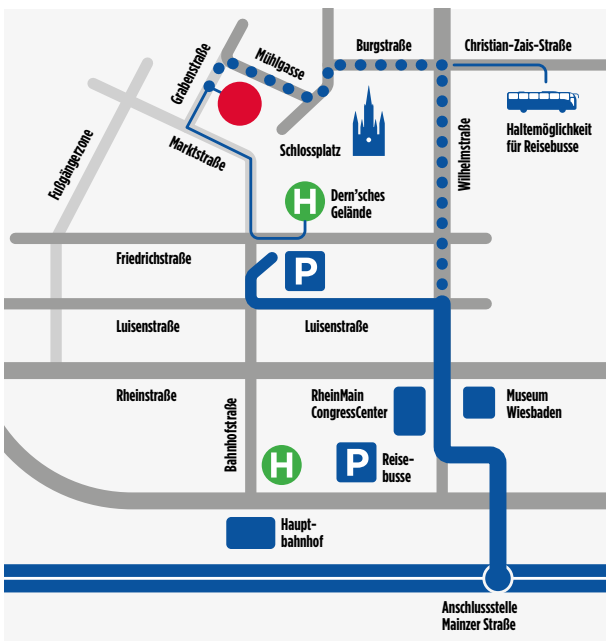 Burgstraße
Christian-Zais-Straße
Grabenstraße
Mühlgasse
Haltemöglichkeit
für Reisebusse
Schlossplatz
Marktstraße
Wilhelmstraße
Fußgängerzone
H
Dern'sches
Gelände
Friedrichstraße
P
Luisenstraße
Luisenstraße
Rheinstraße
Bahnhofstraße
RheinMain
CongressCenter
Museum
Wiesbaden
H
P
Reise-
busse
Haupt-
bahnhof
Anschlussstelle
Mainzer Straße